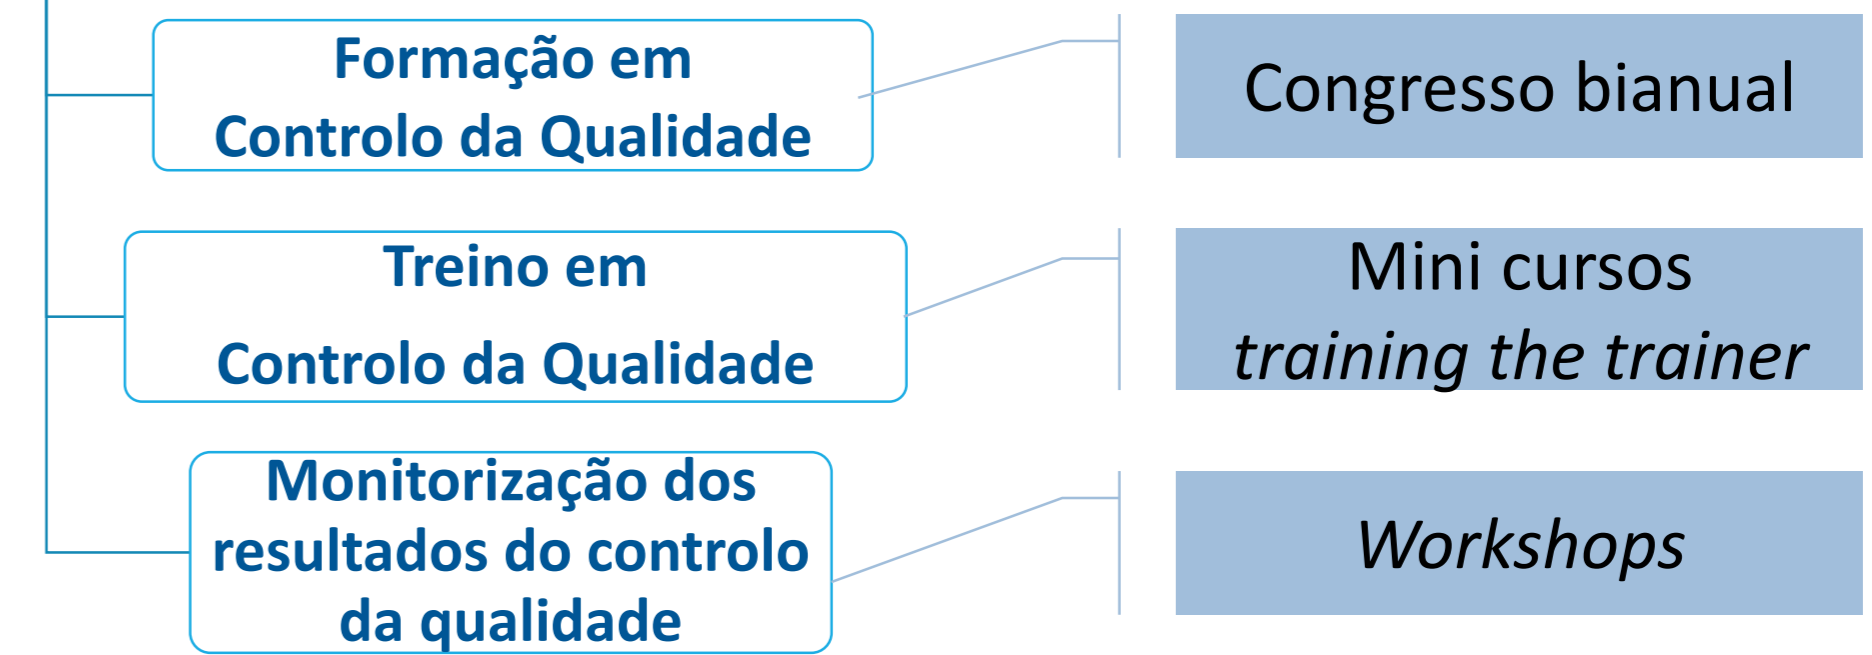 Formação em
Controlo da Qualidade
Congresso bianual
Treino em
Controlo da Qualidade
Mini cursos
training the trainer
Monitorização dos
resultados do controlo
da qualidade
Workshops